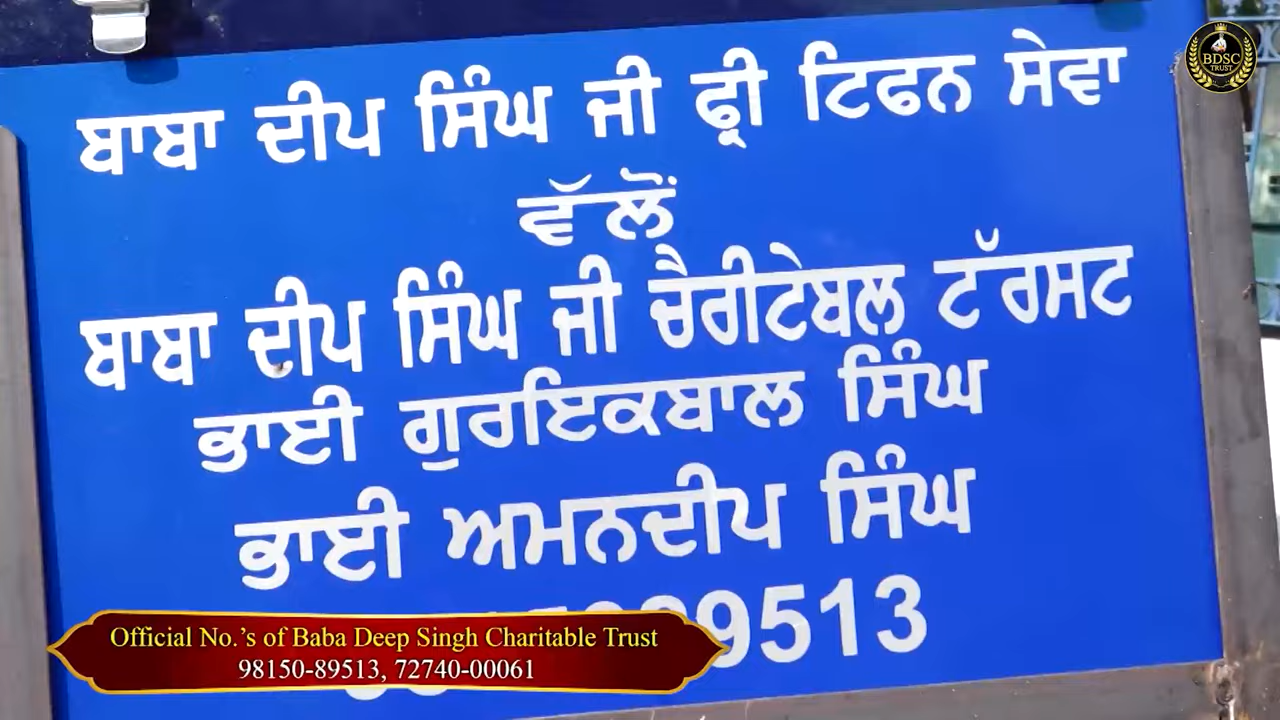 BDSC
TRUST
ਬਾਬਾ ਦੀਪ ਸਿੰਘ ਜੀ ਫ੍ਰੀ ਟਿਫਨ ਸੇਵਾ
ਵੱਲੋਂ
ਬਾਬਾ ਦੀਪ ਸਿੰਘ ਜੀ ਚੈਰੀਟੇਬਲ ਟੱਰਸਟ
ਭਾਈ ਗੁਰਇਕਬਾਲ ਸਿੰਘ
ਭਾਈ ਅਮਨਦੀਪ ਸਿੰਘ
9513
Official No.’s of Baba Deep Singh Charitable Trust
98150-89513, 72740-00061